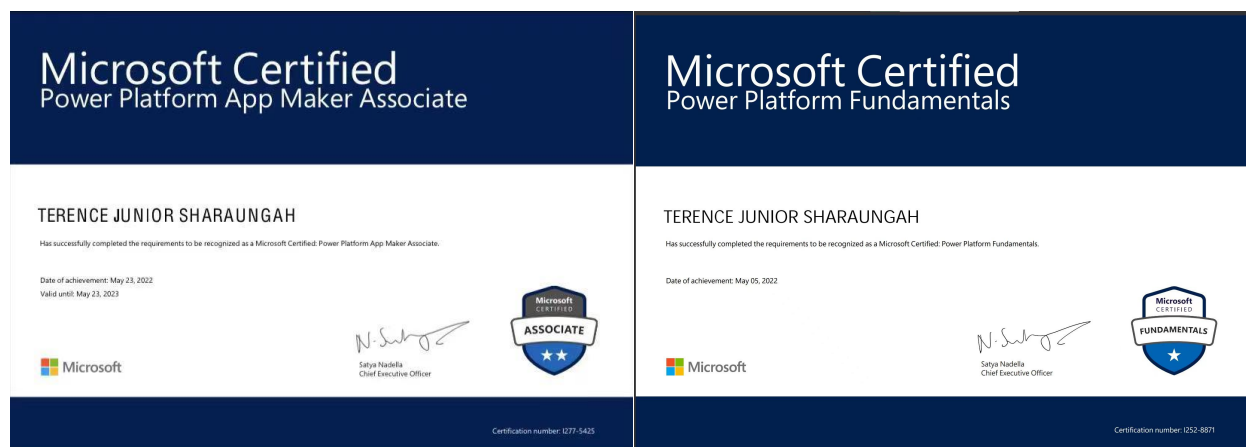 Microsoft Certified
Power Platform App Maker Associate
TERENCE JUNIOR SHARAUNGAH
Has successfully completed the requirements to be recognized as a Microsoft Certified: Power Platform App Maker Associate.
Date of achievement: May 23, 2022
Valid until: May 23, 2023
Microsoft
CERTIFIED
ASSOCIATE
N. Satya
Satya Nadella
Chief Executive Officer
Microsoft
Certification number: I277-5425
Microsoft Certified
Power Platform Fundamentals
TERENCE JUNIOR SHARAUNGAH
Has successfully completed the requirements to be recognized as a Microsoft Certified: Power Platform Fundamentals.
Date of achievement: May 05, 2022
Microsoft
CERTIFIED
FUNDAMENTALS
Satya Nadella
Chief Executive Officer
Microsoft
Certification number: I252-8871